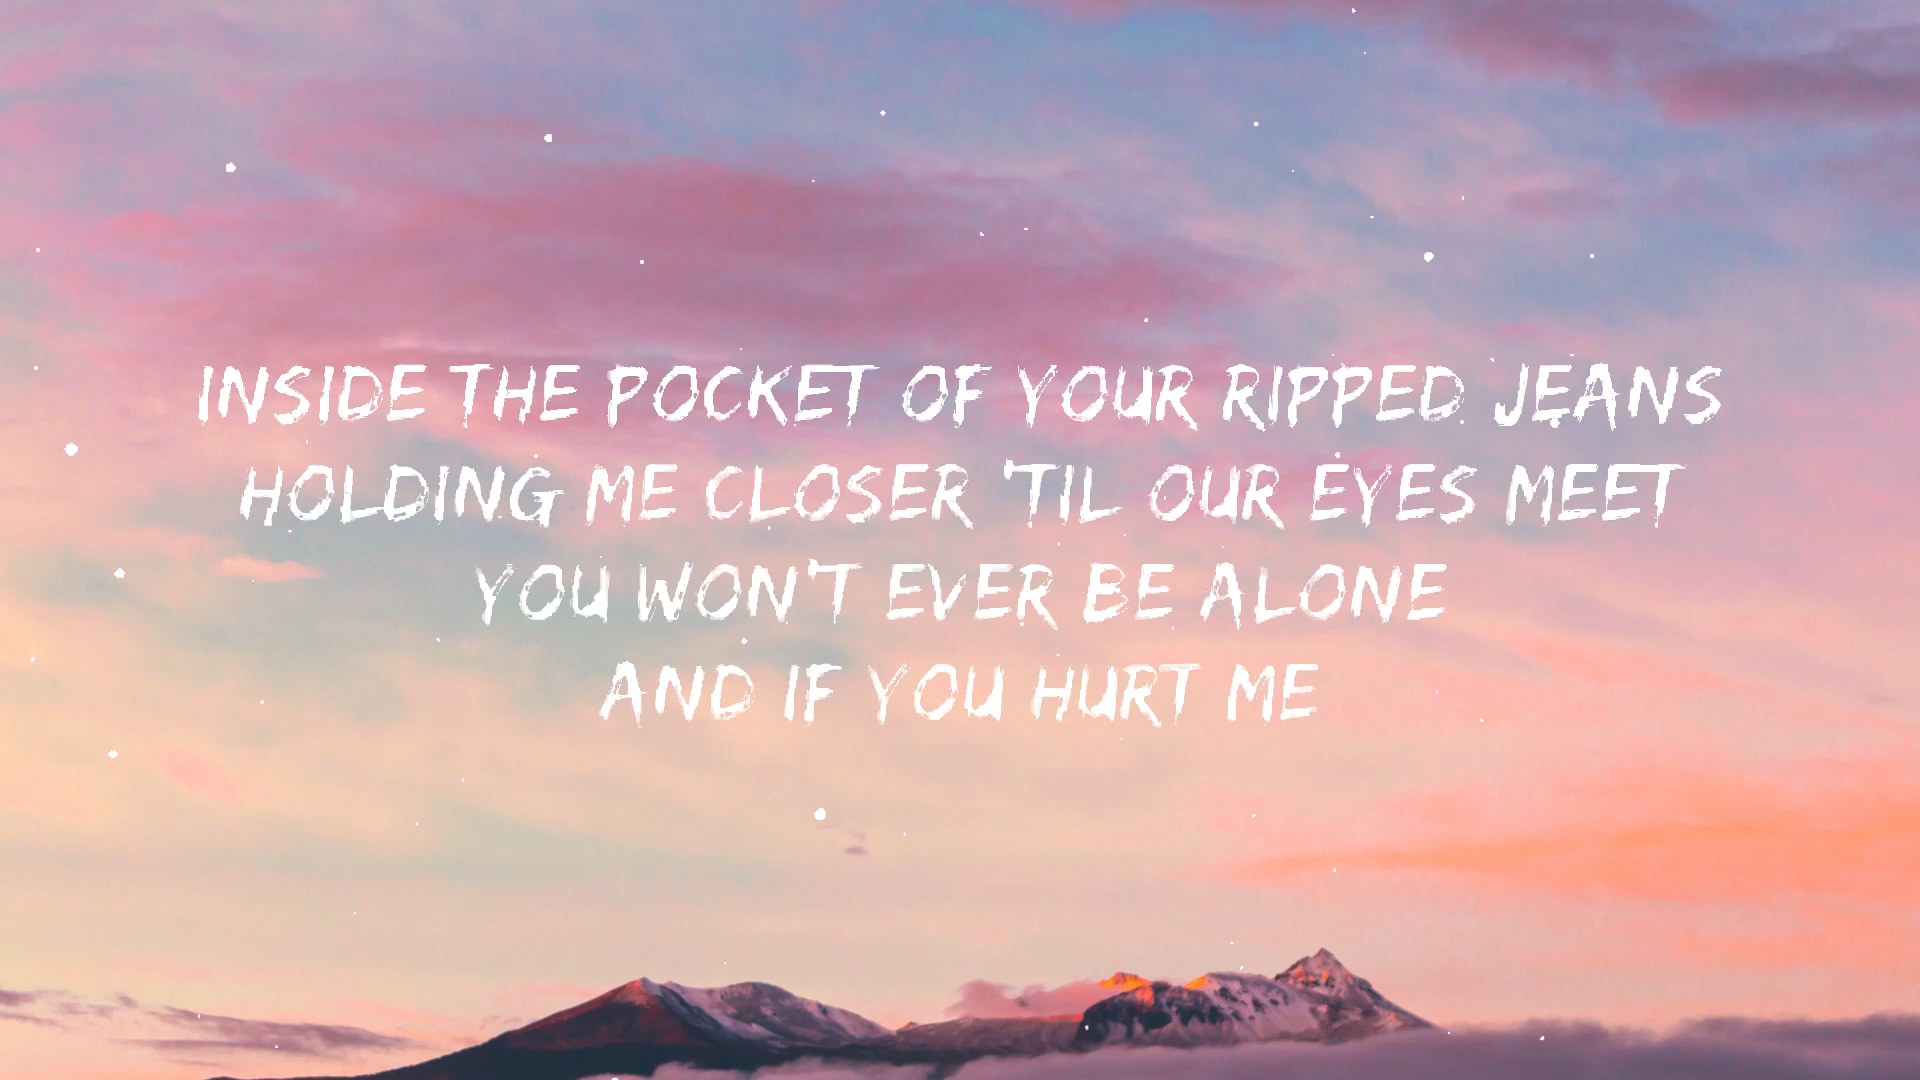 INSIDE THE POCKET OF YOUR RIPPED JEANS
HOLDING ME CLOSER 'TIL OUR EYES MEET
YOU WON'T EVER BE ALONE
AND IF YOU HURT ME